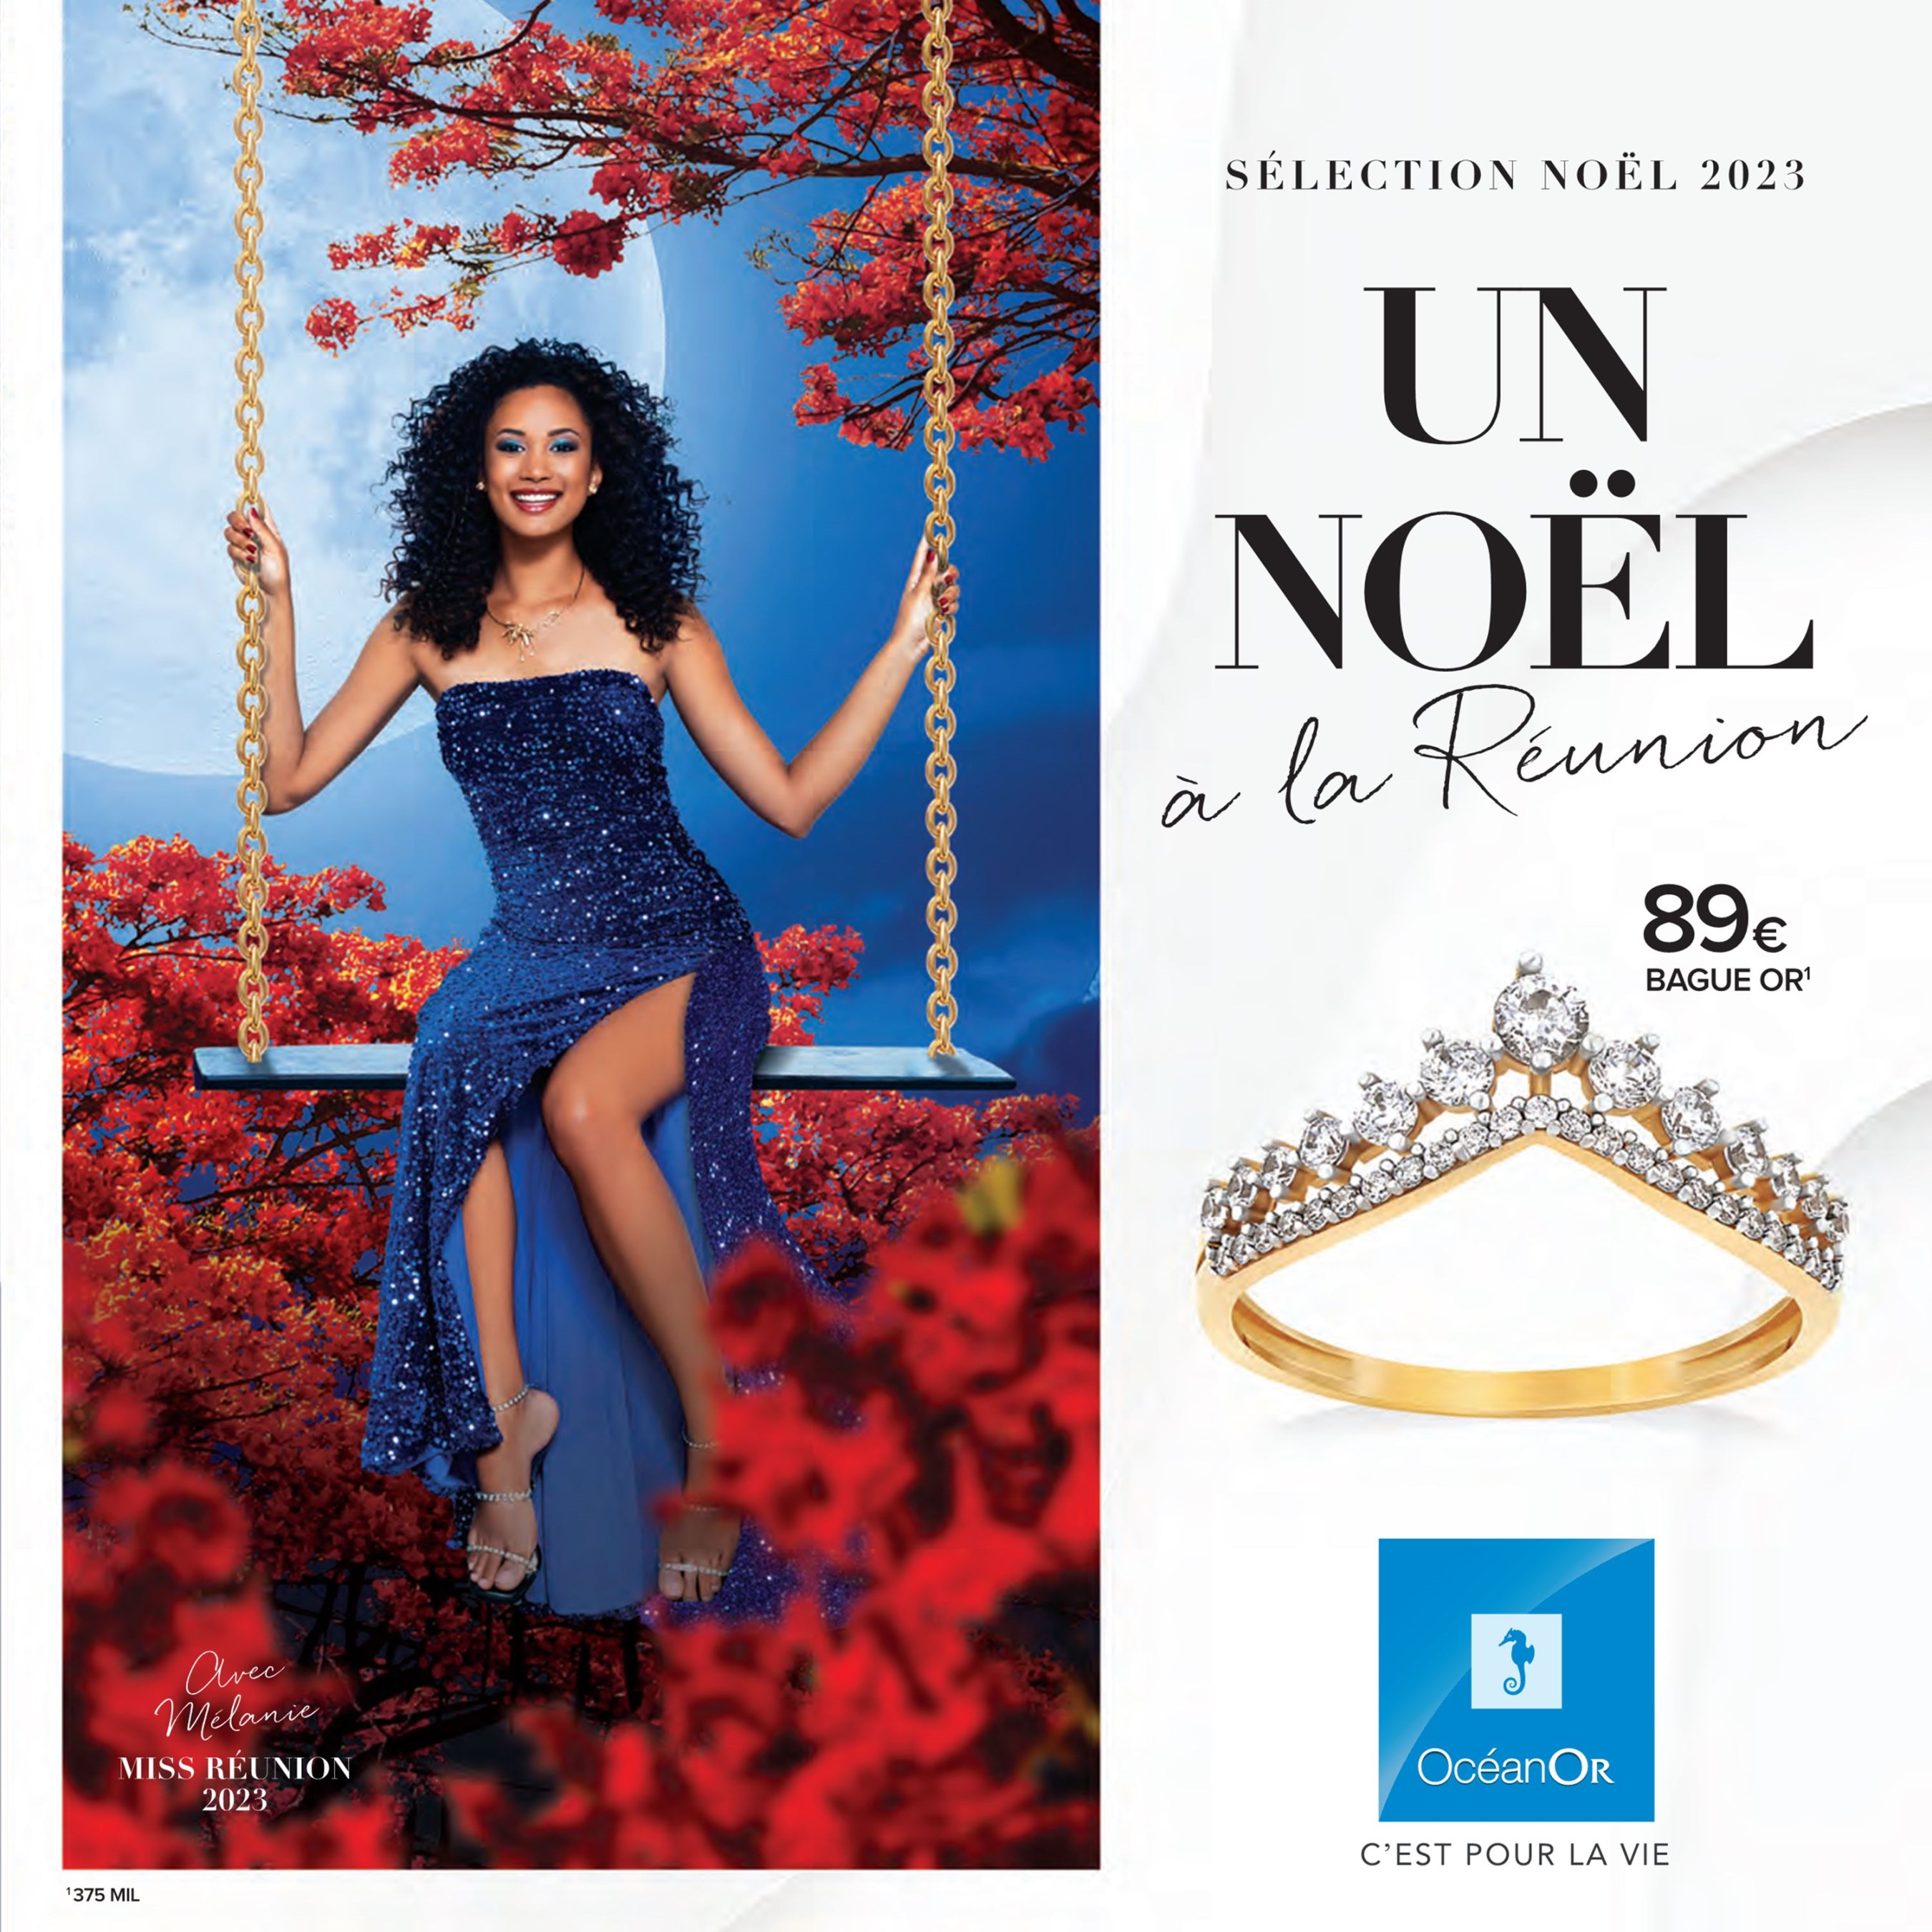 SÉLECTION NOËL 2023
UN
NOËL
à la Réunion
89€
BAGUE OR¹
Avec
Mélanie
MISS RÉUNION
2023
OcéanOr
C'EST POUR LA VIE
¹375 MIL